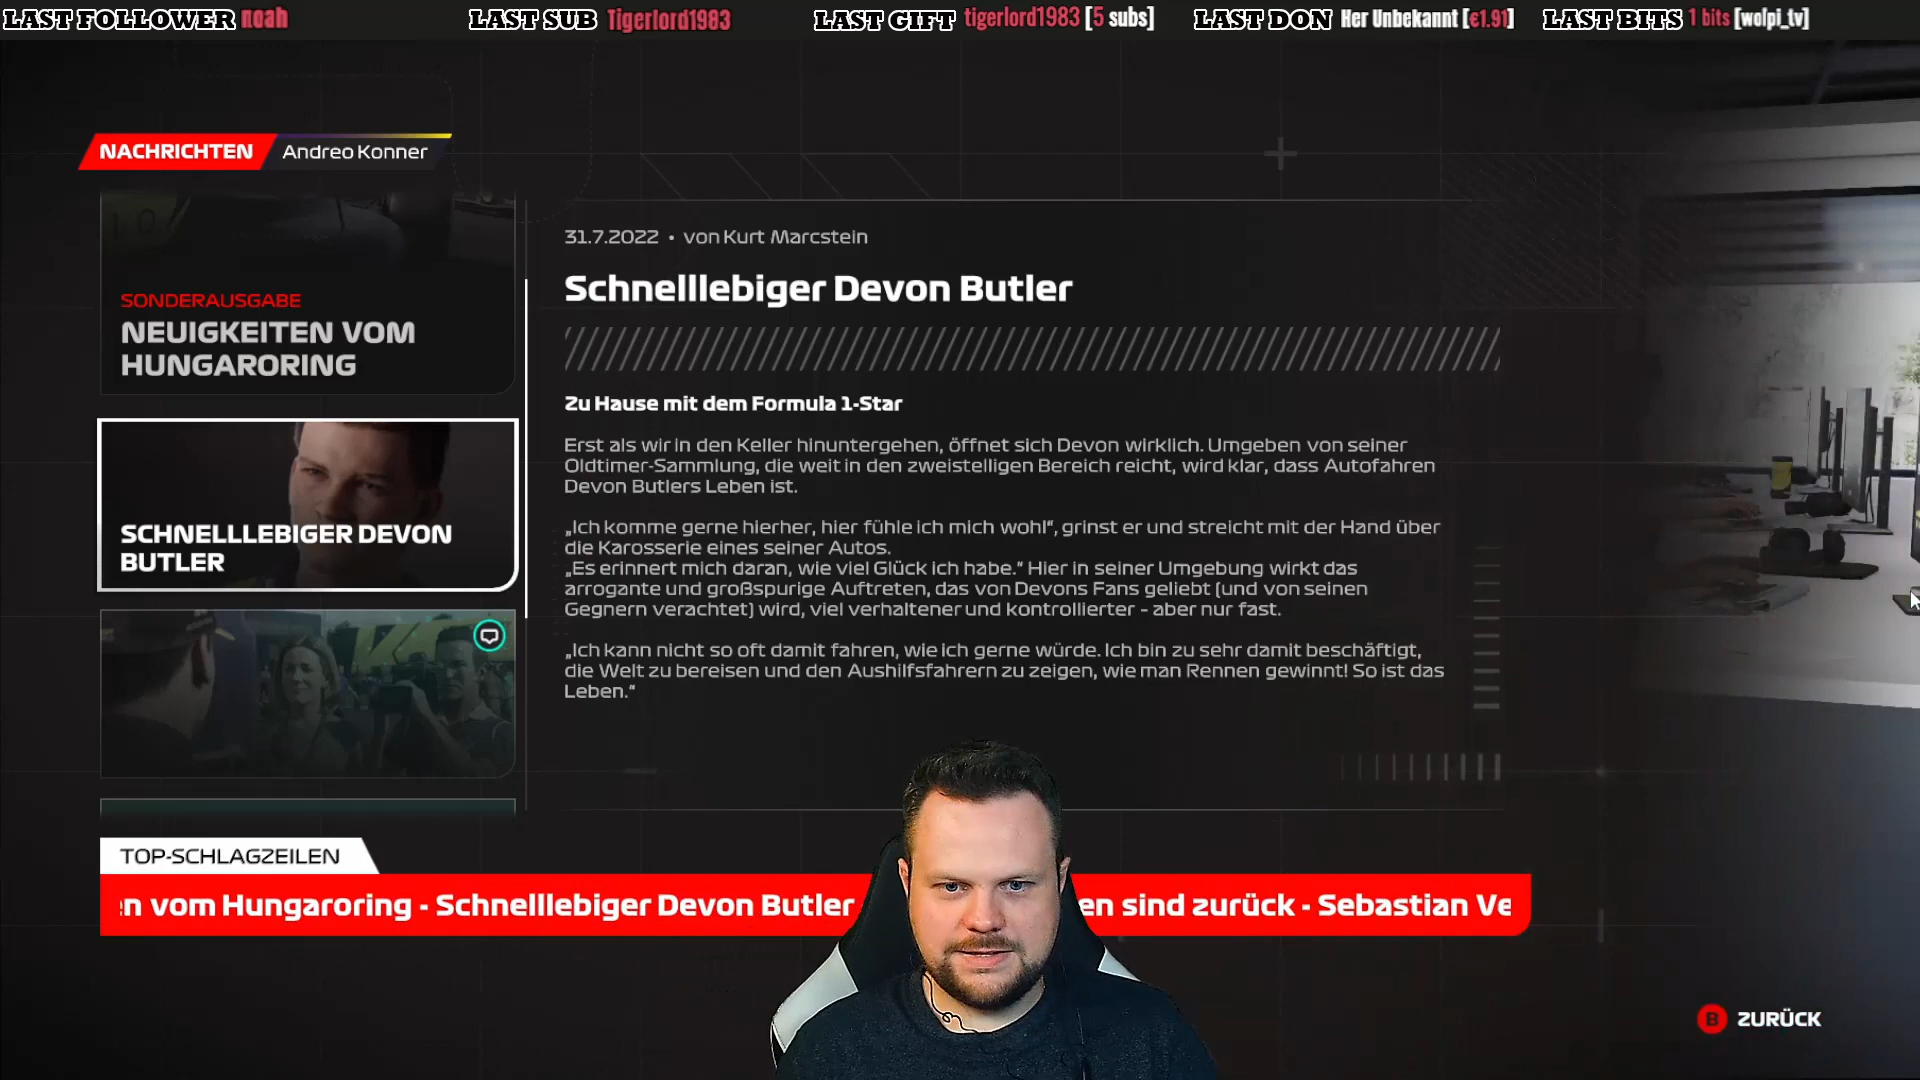 LAST FOLLOWER noah
LAST SUB Tigerlord1983
LAST GIFT tigerlord1983 [5 subs]
LAST DON Her Unbekannt [€1.91]
LAST BITS 1 bits [wolpi_tv]
NACHRICHTEN Andreo Konner
SONDERAUSGABE
NEUIGKEITEN VOM
HUNGARORING
SCHNELLLEBIGER DEVON
BUTLER
31.7.2022 • von Kurt Marcstein
Schnelllebiger Devon Butler
Zu Hause mit dem Formula 1-Star
Erst als wir in den Keller hinuntergehen, öffnet sich Devon wirklich. Umgeben von seiner
Oldtimer-Sammlung, die weit in den zweistelligen Bereich reicht, wird klar, dass Autofahren
Devon Butlers Leben ist.
„Ich komme gerne hierher, hier fühle ich mich wohl“, grinst er und streicht mit der Hand über
die Karosserie eines seiner Autos.
„Es erinnert mich daran, wie viel Glück ich habe.“ Hier in seiner Umgebung wirkt das
arrogante und großspurige Auftreten, das von Devons Fans geliebt (und von seinen
Gegnern verachtet) wird, viel verhaltener und kontrollierter – aber nur fast.
„Ich kann nicht so oft damit fahren, wie ich gerne würde. Ich bin zu sehr damit beschäftigt,
die Welt zu bereisen und den Aushilfsfahrern zu zeigen, wie man Rennen gewinnt! So ist das
Leben.“
TOP-SCHLAGZEILEN
en vom Hungaroring - Schnelllebiger Devon Butler en sind zurück - Sebastian Ve
B ZURÜCK